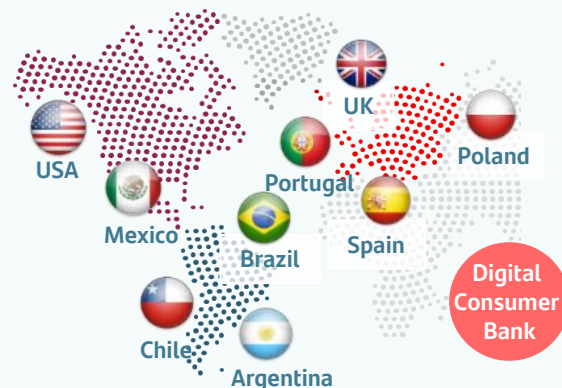 UK
USA
Poland
Portugal
Mexico
Brazil
Spain
Digital
Consumer
Bank
Chile
Argentina